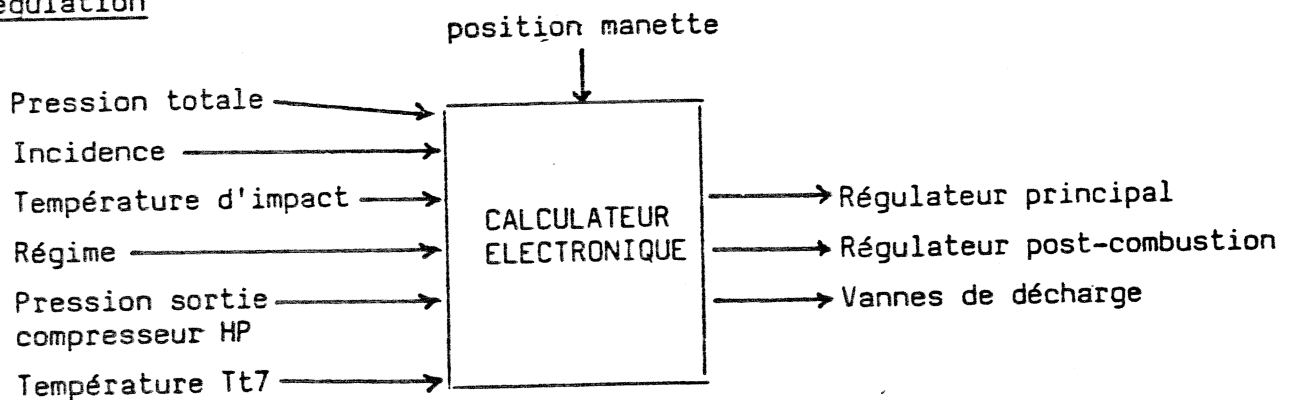 égulation
position manette
Pression totale
Incidence
Température d'impact
Régime
Pression sortie
compresseur HP
Température Tt7
CALCULATEUR
ELECTRONIQUE
Régulateur principal
Régulateur post-combustion
Vannes de décharge